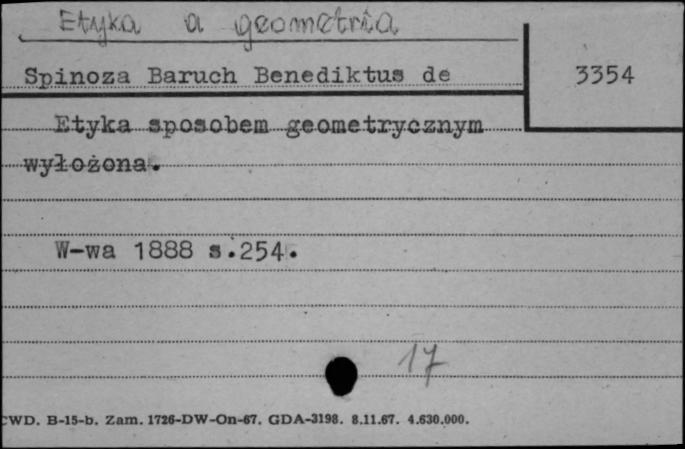 Etyka a geometria
Spinoza Baruch Benediktus de
3354
Etyka sposobem geometrycznym
wyłożona.
W-wa 1888 s.254.
17
CWD. B-15-b. Zam. 1726-DW-On-67. GDA-3198. 8.11.67. 4.630.000.